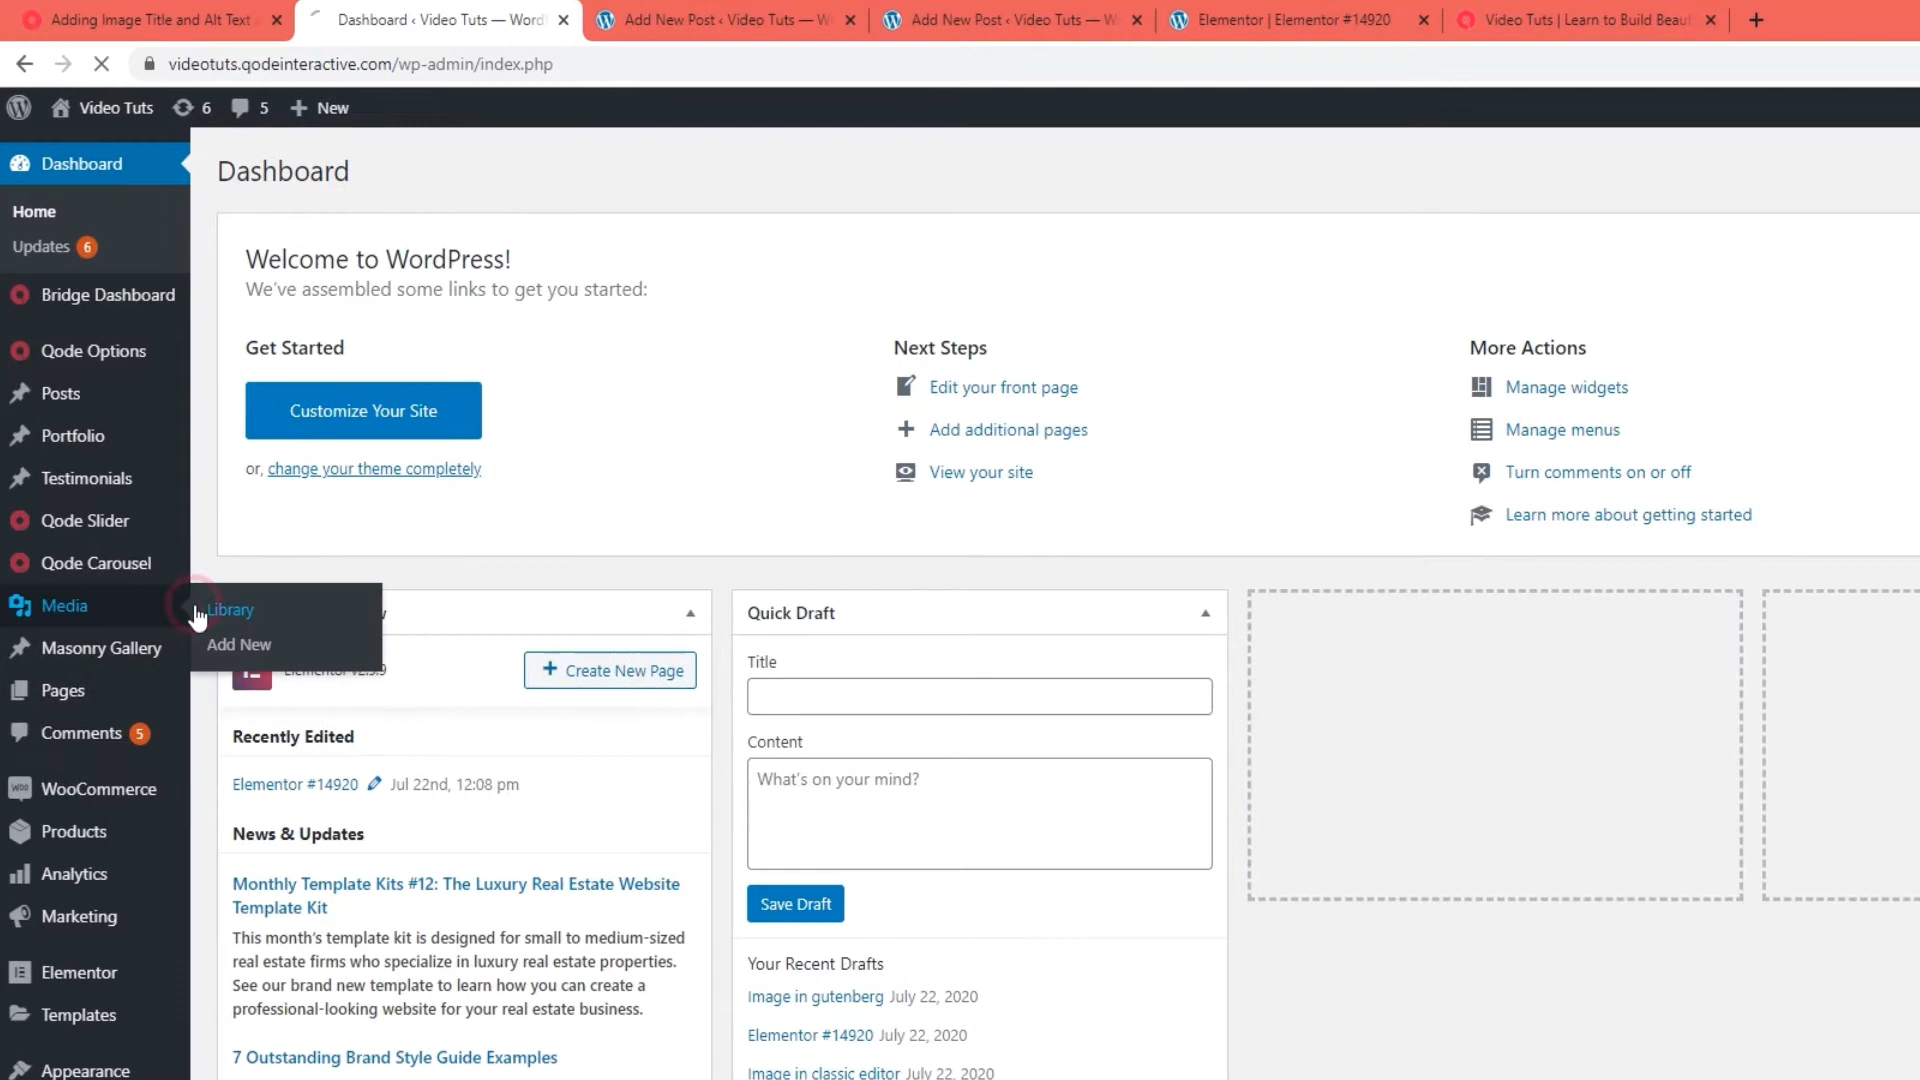 Adding Image Title and Alt Text
Dashboard ‹ Video Tuts — Word
Add New Post ‹ Video Tuts — W
Add New Post ‹ Video Tuts — W
Elementor | Elementor #14920
Video Tuts | Learn to Build Beau
videotuts.qodeinteractive.com/wp-admin/index.php
Video Tuts
6
5
New
Dashboard
Home
Updates 6
Bridge Dashboard
Qode Options
Posts
Portfolio
Testimonials
Qode Slider
Qode Carousel
Media
Library
Add New
Masonry Gallery
Pages
Comments 5
WooCommerce
WOO
Products
Analytics
Marketing
Elementor
Templates
Appearance
Dashboard
Welcome to WordPress!
We've assembled some links to get you started:
Get Started
Customize Your Site
or, change your theme completely
Next Steps
Edit your front page
Add additional pages
View your site
More Actions
Manage widgets
Manage menus
Turn comments on or off
Learn more about getting started
Create New Page
Recently Edited
Elementor #14920 Jul 22nd, 12:08 pm
News & Updates
Monthly Template Kits #12: The Luxury Real Estate Website
Template Kit
This month's template kit is designed for small to medium-sized
real estate firms who specialize in luxury real estate properties.
See our brand new template to learn how you can create a
professional-looking website for your real estate business.
7 Outstanding Brand Style Guide Examples
Quick Draft
Title
Content
What's on your mind?
Save Draft
Your Recent Drafts
Image in gutenberg July 22, 2020
Elementor #14920 July 22, 2020
Image in classic editor July 22, 2020